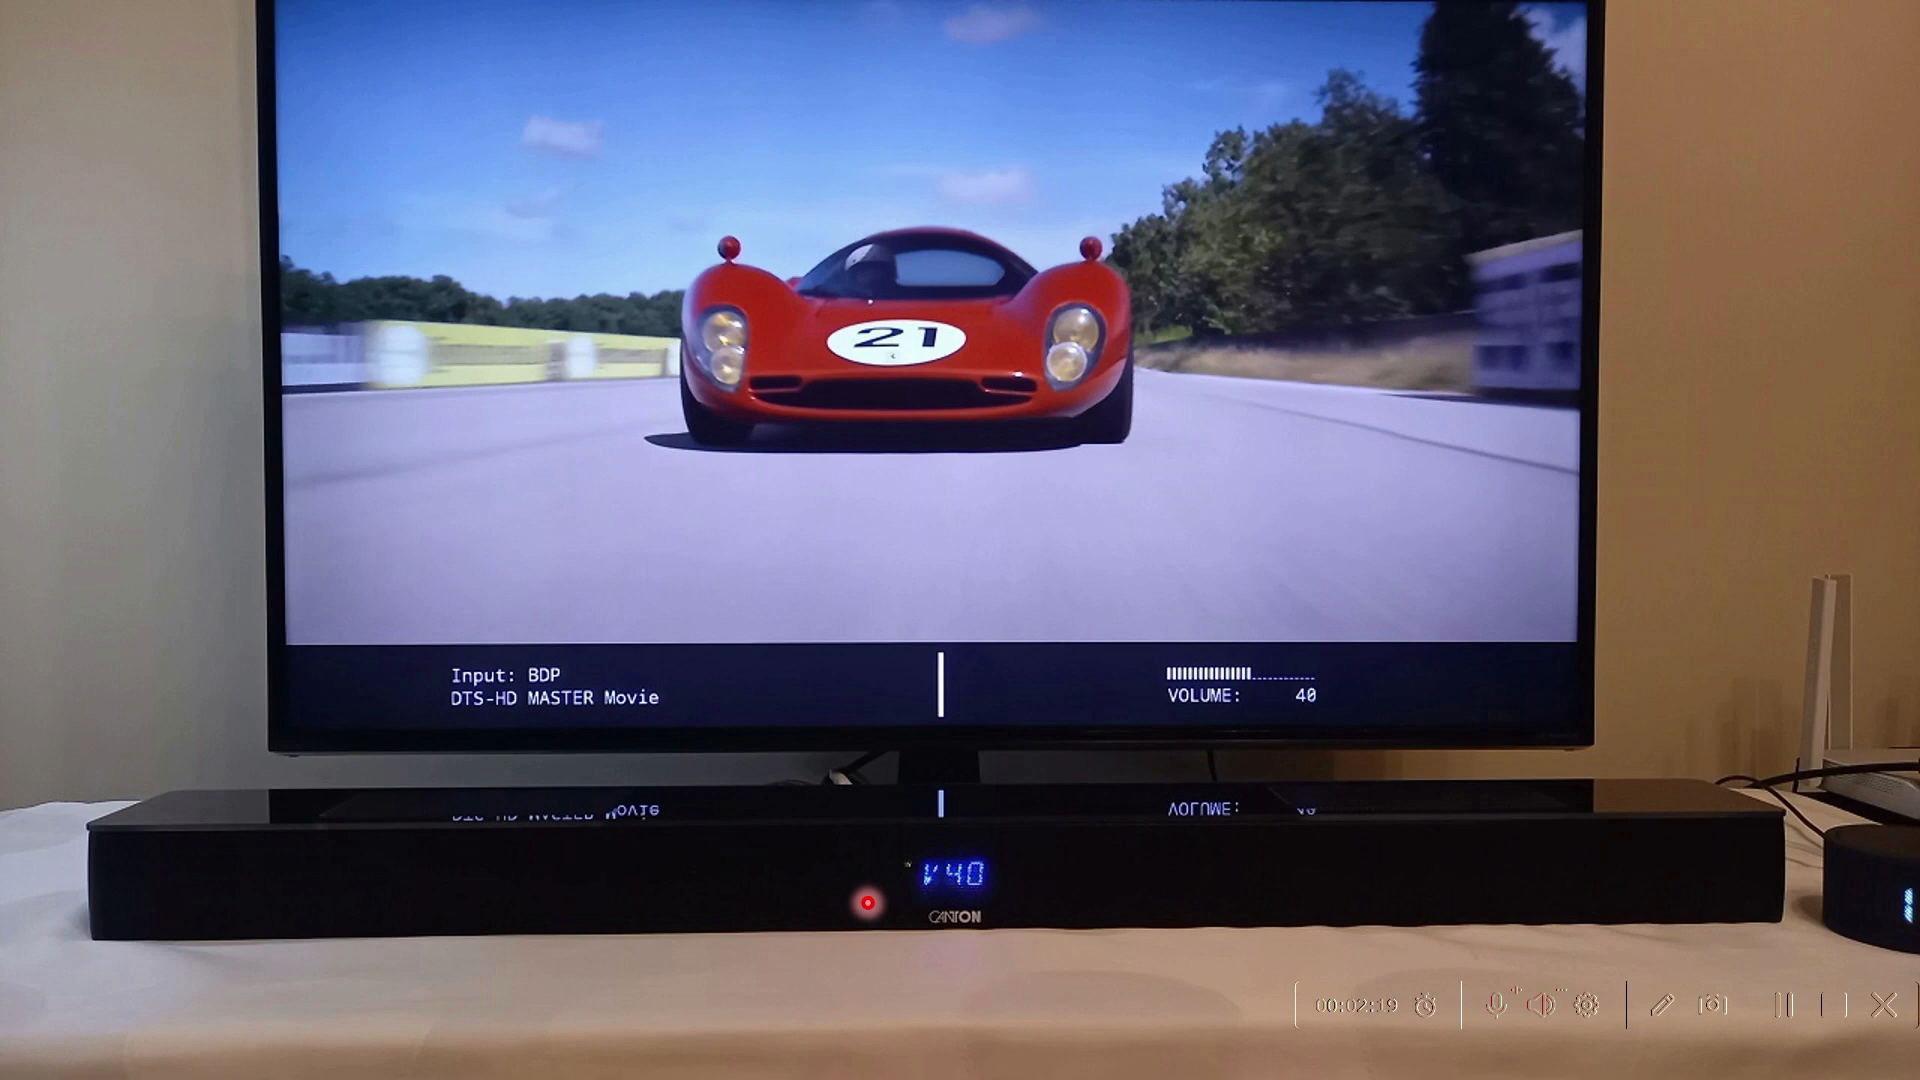 21
Input: BDP
DTS-HD MASTER Movie
VOLUME: 40
V40
CANTON
00:02:19